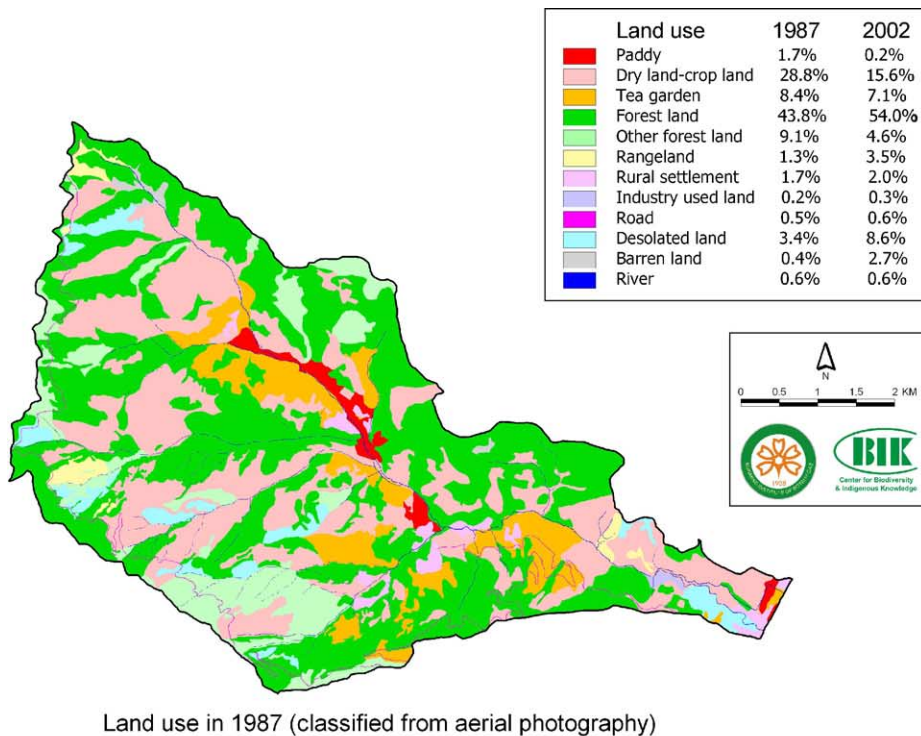 Land use 1987 2002
Paddy 1.7% 0.2%
Dry land-crop land 28.8% 15.6%
Tea garden 8.4% 7.1%
Forest land 43.8% 54.0%
Other forest land 9.1% 4.6%
Rangeland 1.3% 3.5%
Rural settlement 1.7% 2.0%
Industry used land 0.2% 0.3%
Road 0.5% 0.6%
Desolated land 3.4% 8.6%
Barren land 0.4% 2.7%
River 0.6% 0.6%
N
0 0.5 1 1.5 2 KM
1938
BIK
Center for Biodiversity
& Indigenous Knowledge
Land use in 1987 (classified from aerial photography)